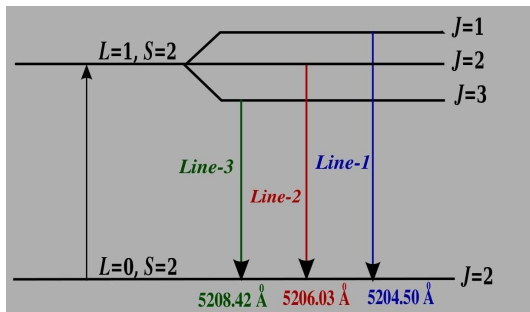 J=1
L=1, S=2
J=2
J=3
Line-3
Line-1
Line-2
L=0, S=2
J=2
5208.42 Å 5206.03 Å 5204.50 Å